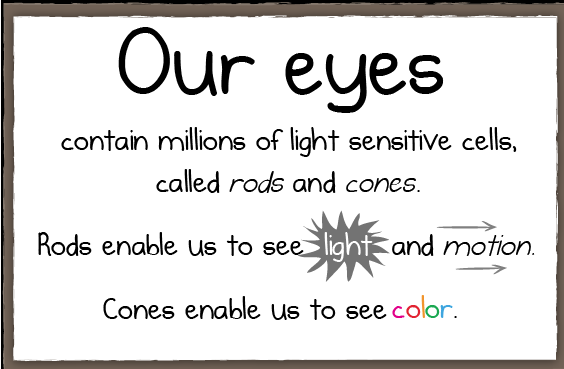 Our eyes
contain millions of light sensitive cells,
called rods and cones.
Rods enable us to see light and motion.
Cones enable us to see color.